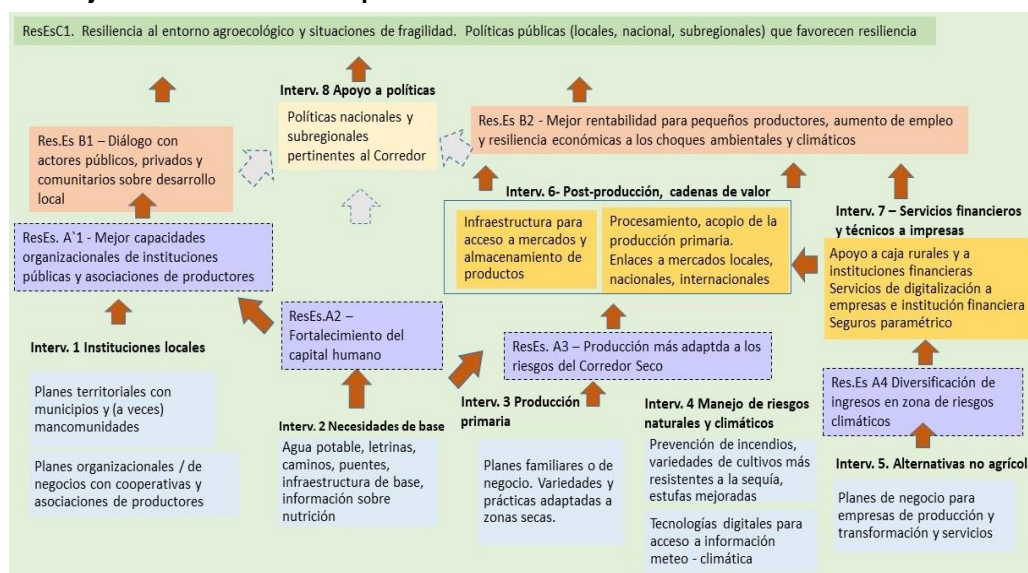 ResEsC1. Resiliencia al entorno agroecológico y situaciones de fragilidad. Políticas públicas (locales, nacional, subregionales) que favorecen resiliencia
Interv. 8 Apoyo a políticas
Políticas nacionales y
subregionales
pertinentes al Corredor
Res.Es B1 – Diálogo con
actores públicos, privados y
comunitarios sobre desarrollo
local
Res.Es B2 - Mejor rentabilidad para pequeños productores, aumento de empleo
y resiliencia económicas a los choques ambientales y climáticos
Interv. 6- Post-producción, cadenas de valor
Infraestructura para
acceso a mercados y
almacenamiento de
productos
Procesamiento, acopio de la
producción primaria.
Enlaces a mercados locales,
nacionales, internacionales
Interv. 7 – Servicios financieros
y técnicos a impresas
Apoyo a caja rurales y a
instituciones financieras
Servicios de digitalización a
empresas e institución financiera
Seguros paramétrico
ResEs. A`1 - Mejor capacidades
organizacionales de instituciones
públicas y asociaciones de productores
ResEs.A2 –
Fortalecimiento del
capital humano
ResEs. A3 – Producción más adaptda a los
riesgos del Corredor Seco
Res.Es A4 Diversificación de
ingresos en zona de riesgos
climáticos
Interv. 1 Instituciones locales
Planes territoriales con
municipios y (a veces)
mancomunidades
Planes organizacionales / de
negocios con cooperativas y
asociaciones de productores
Interv. 2 Necesidades de base
Agua potable, letrinas,
caminos, puentes,
infraestructura de base,
información sobre
nutrición
Interv. 3 Producción
primaria
Planes familiares o de
negocio. Variedades y
prácticas adaptadas a
zonas secas.
Interv. 4 Manejo de riesgos
naturales y climáticos
Prevención de incendios,
variedades de cultivos más
resistentes a la sequía,
estufas mejoradas
Tecnologías digitales para
acceso a información
meteo - climática
Interv. 5. Alternativas no agrícol
Planes de negocio para
empresas de producción y
transformación y servicios